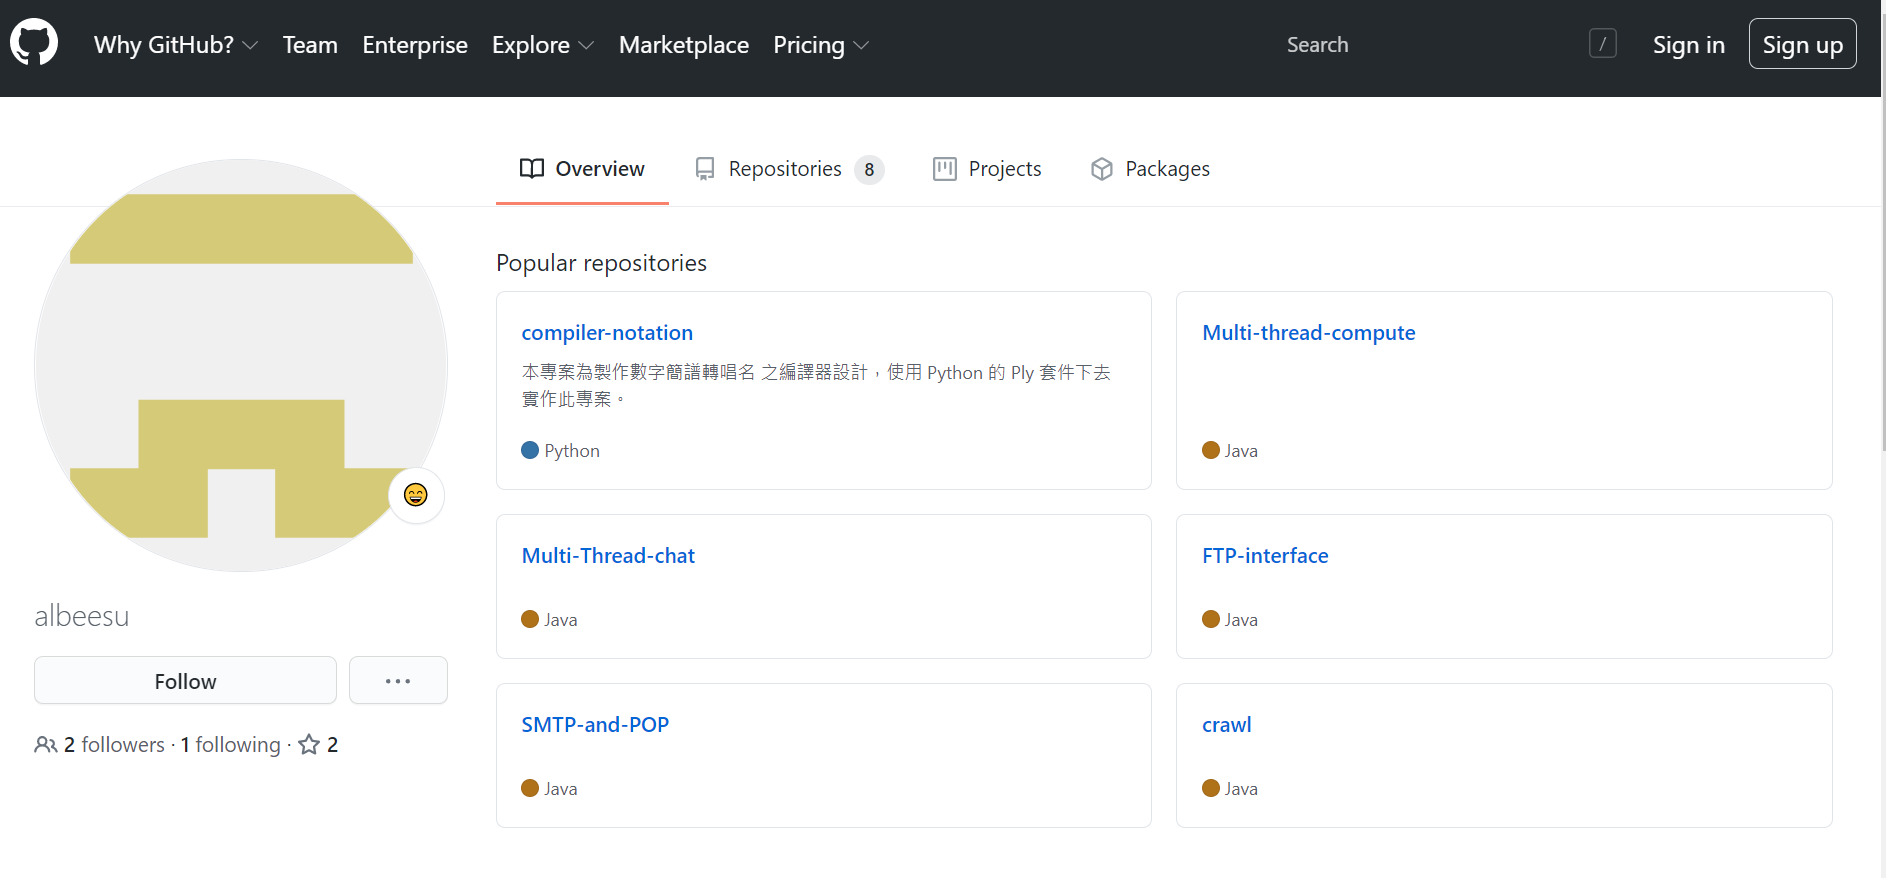 Why GitHub? Team Enterprise Explore Marketplace Pricing Search / Sign in Sign up
Overview Repositories 8 Projects Packages
Popular repositories
compiler-notation
本專案為製作數字簡譜轉唱名 之編譯器設計，使用 Python 的 Ply 套件下去
實作此專案。
Python
Multi-thread-compute
Java
Multi-Thread-chat
Java
FTP-interface
Java
SMTP-and-POP
Java
crawl
Java
albeesu
Follow ...
2 followers · 1 following · 2